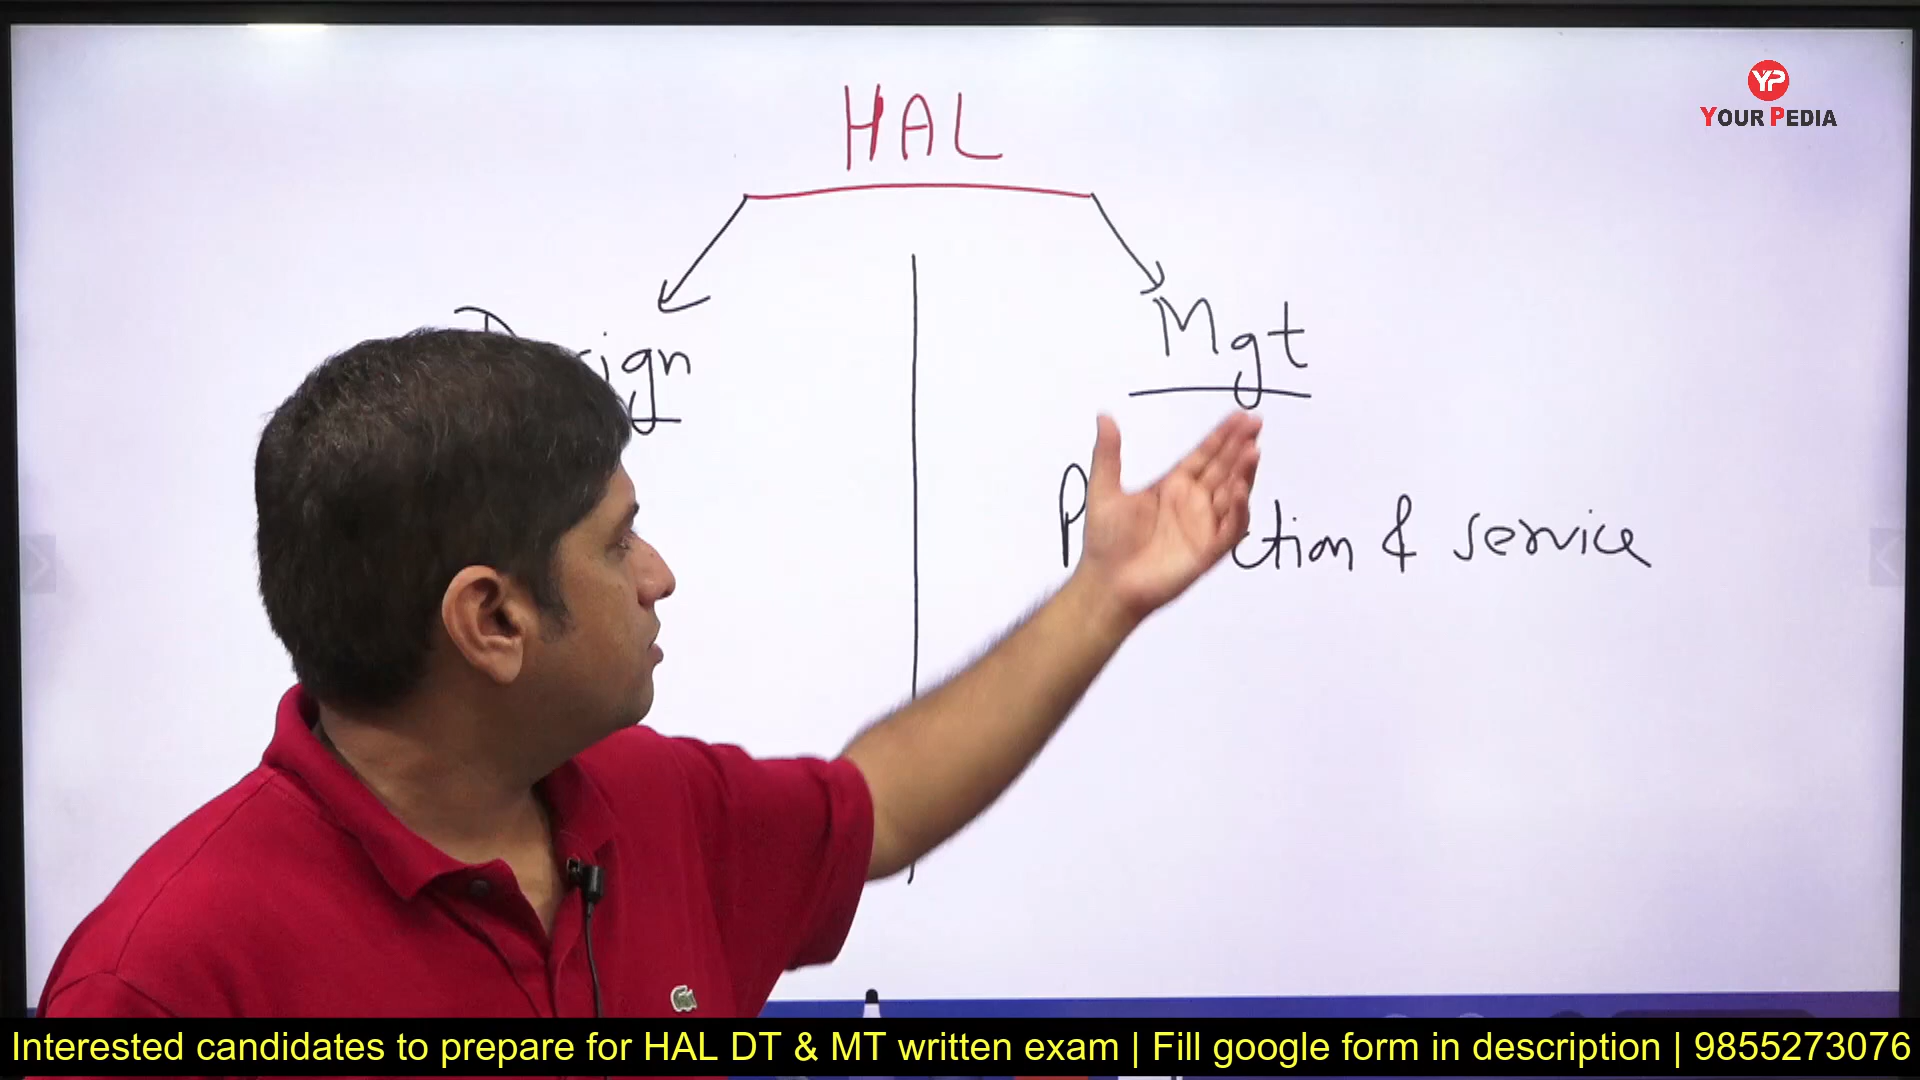 HAL
YP
YOUR PEDIA
Mgt
& service
Interested candidates to prepare for HAL DT & MT written exam | Fill google form in description | 9855273076